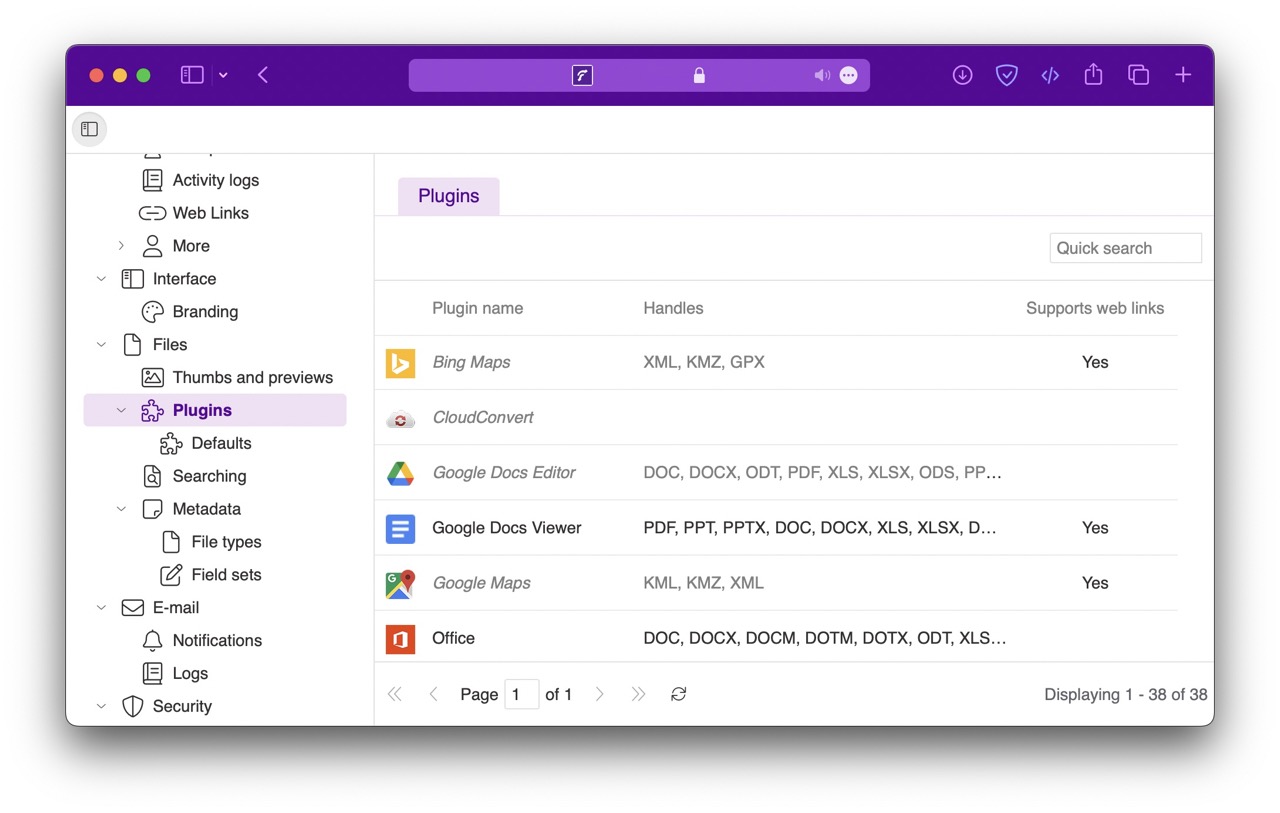 Activity logs
Web Links
More
Interface
Branding
Files
Thumbs and previews
Plugins
Defaults
Searching
Metadata
File types
Field sets
E-mail
Notifications
Logs
Security
Plugins
Quick search
Plugin name Handles Supports web links
Bing Maps XML, KMZ, GPX Yes
CloudConvert
Google Docs Editor DOC, DOCX, ODT, PDF, XLS, XLSX, ODS, PP...
Google Docs Viewer PDF, PPT, PPTX, DOC, DOCX, XLS, XLSX, D... Yes
Google Maps KML, KMZ, XML Yes
Office DOC, DOCX, DOCM, DOTM, DOTX, ODT, XLS...
Page 1 of 1 Displaying 1 - 38 of 38